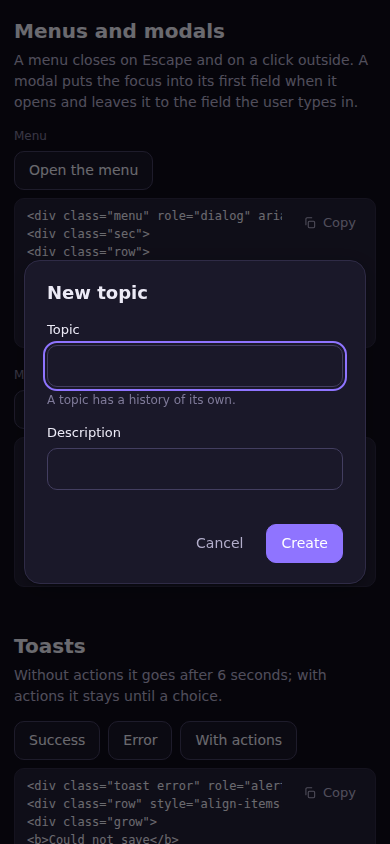 Menus and modals
A menu closes on Escape and on a click outside. A
modal puts the focus into its first field when it
opens and leaves it to the field the user types in.
Menu
Open the menu
<div class="menu" role="dialog" aria
Copy
<div class="sec">
<div class="row">
New topic
Topic
A topic has a history of its own.
Description
Cancel
Create
Toasts
Without actions it goes after 6 seconds; with
actions it stays until a choice.
Success
Error
With actions
<div class="toast error" role="aler
Copy
<div class="row" style="align-items
<div class="grow">
<b>Could not save</b>